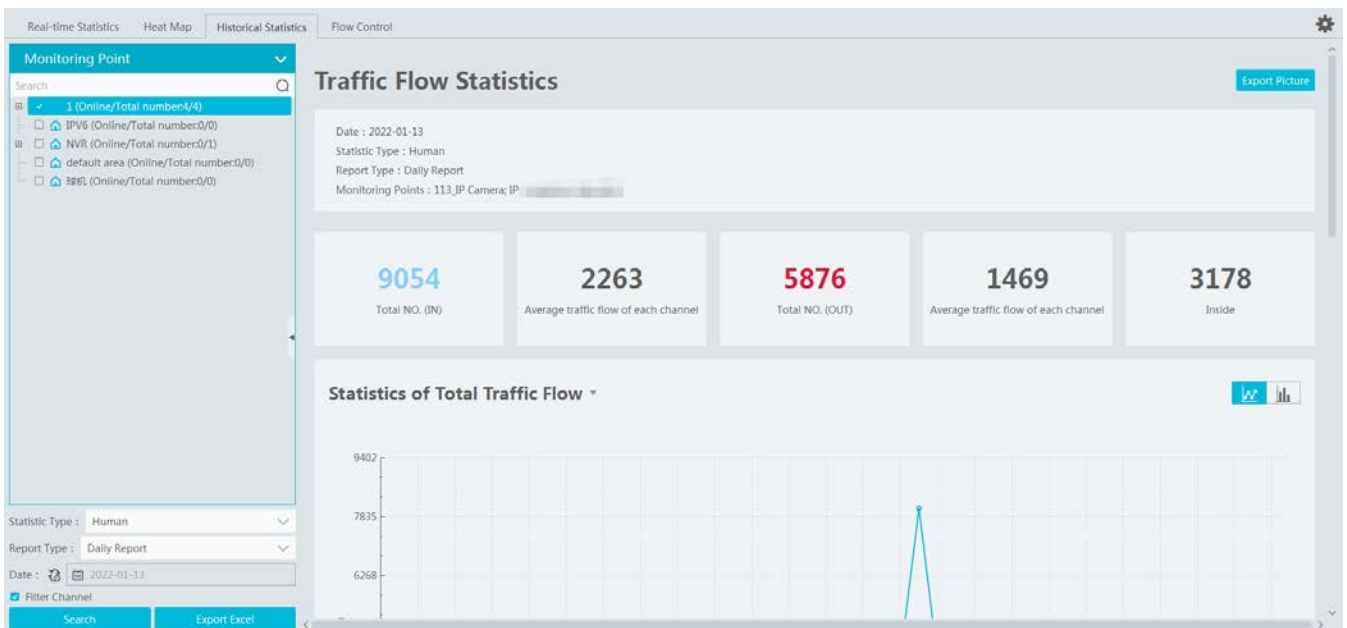 Real-time Statistics Heat Map Historical Statistics Flow Control
Monitoring Point
Search
1 (Online/Total number:4/4)
IPV6 (Online/Total number:0/0)
NVR (Online/Total number:0/1)
default area (Online/Total number:0/0)
球机 (Online/Total number:0/0)
Statistic Type : Human
Report Type : Daily Report
Date : 2022-01-13
Filter Channel
Search Export Excel
Traffic Flow Statistics
Export Picture
Date : 2022-01-13
Statistic Type : Human
Report Type : Daily Report
Monitoring Points : 113_IP Camera; IP
9054
Total NO. (IN)
2263
Average traffic flow of each channel
5876
Total NO. (OUT)
1469
Average traffic flow of each channel
3178
Inside
Statistics of Total Traffic Flow
9402
7835
6268